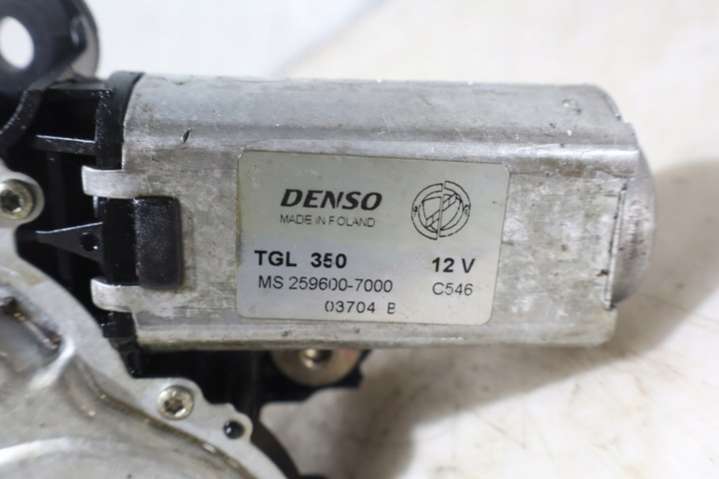 DENSO
MADE IN POLAND
TGL 350 12 V
MS 259600-7000 C546
03704 B